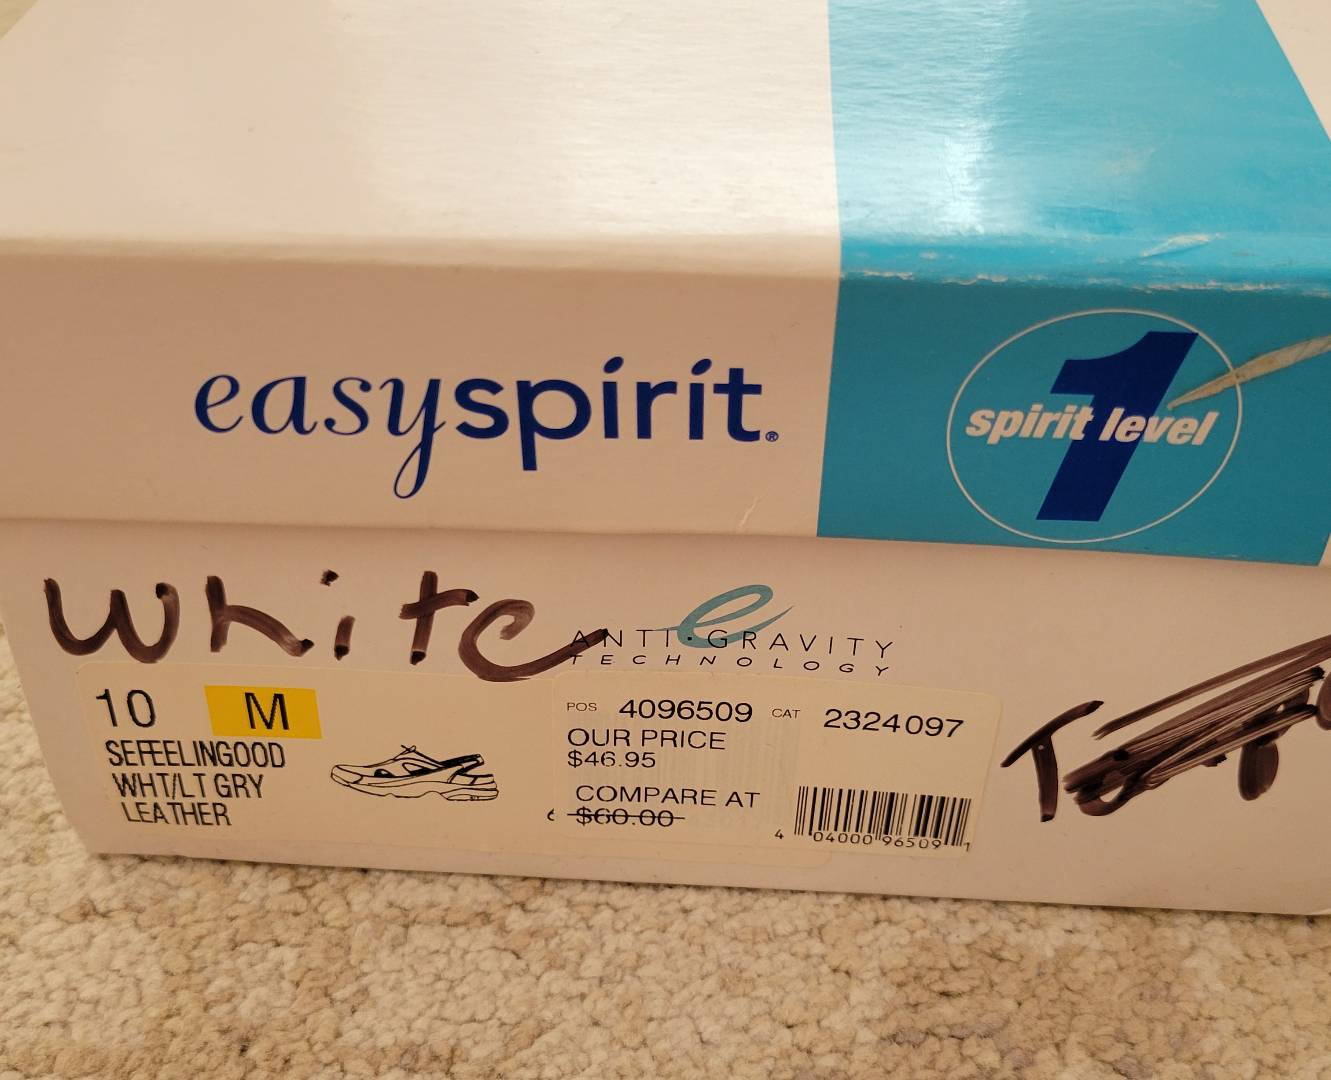 easyspirit®
1
spirit level
White
e
ANTI·GRAVITY
TECHNOLOGY
10 M
SEFEELINGOOD
WHT/LT GRY
LEATHER
POS 4096509 CAT 2324097
OUR PRICE
$46.95
COMPARE AT
$60.00
4 04000 96509 1